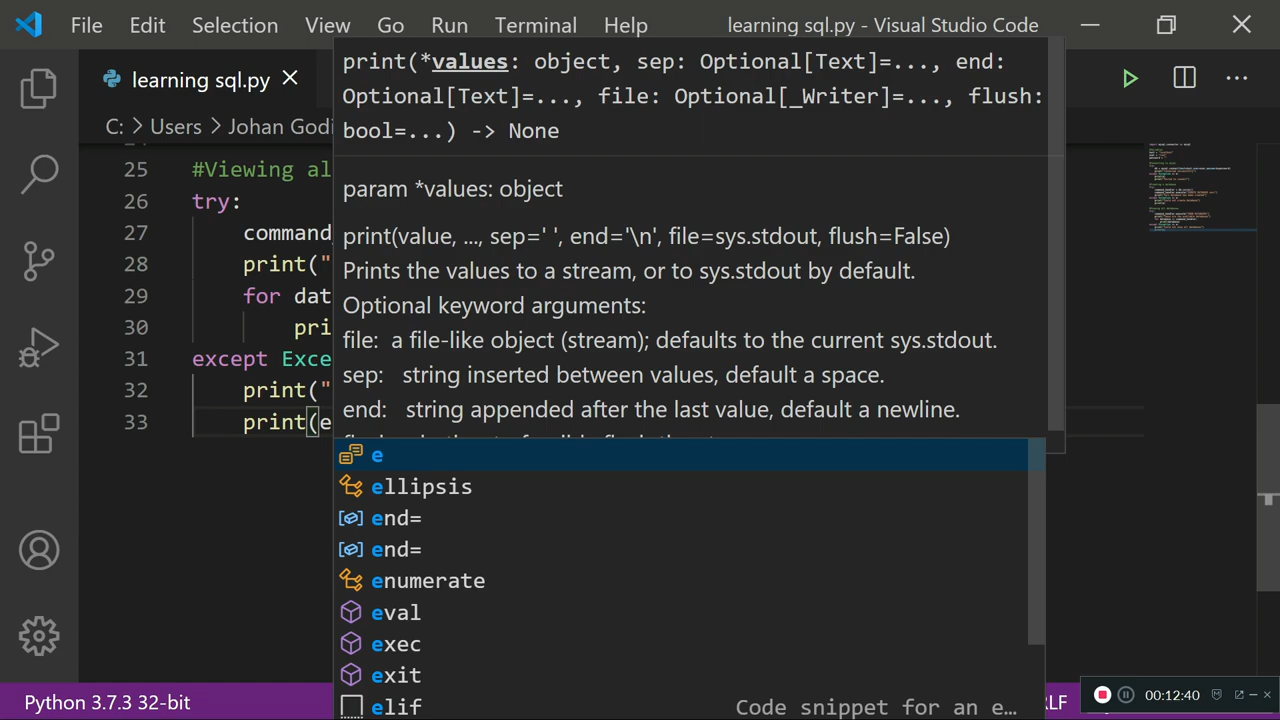 File Edit Selection View Go Run Terminal Help learning sql.py - Visual Studio Code
learning sql.py
C: > Users > Johan Godi
print(*values: object, sep: Optional[Text]=..., end:
Optional[Text]=..., file: Optional[_Writer]=..., flush:
bool=...) -> None
param *values: object
print(value, ..., sep=' ', end='\n', file=sys.stdout, flush=False)
Prints the values to a stream, or to sys.stdout by default.
Optional keyword arguments:
file: a file-like object (stream); defaults to the current sys.stdout.
sep: string inserted between values, default a space.
end: string appended after the last value, default a newline.
25 #Viewing al
26 try:
27 command_
28 print("
29 for dat
30 pri
31 except Exce
32 print("
33 print(e
e
ellipsis
end=
end=
enumerate
eval
exec
exit
elif Code snippet for an e…
Python 3.7.3 32-bit
RLF
00:12:40